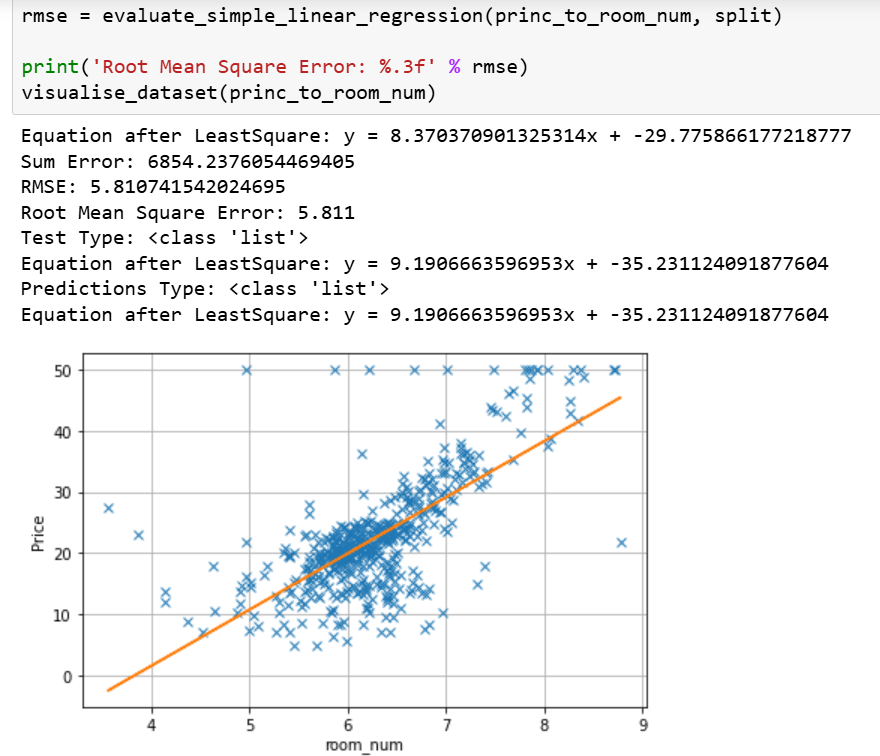 rmse = evaluate_simple_linear_regression(princ_to_room_num, split)
print('Root Mean Square Error: %.3f' % rmse)
visualise_dataset(princ_to_room_num)
Equation after LeastSquare: y = 8.370370901325314x + -29.775866177218777
Sum Error: 6854.2376054469405
RMSE: 5.810741542024695
Root Mean Square Error: 5.811
Test Type: <class 'list'>
Equation after LeastSquare: y = 9.1906663596953x + -35.231124091877604
Predictions Type: <class 'list'>
Equation after LeastSquare: y = 9.1906663596953x + -35.231124091877604
50
40
30
20
10
0
Price
4 5 6 7 8 9
room_num